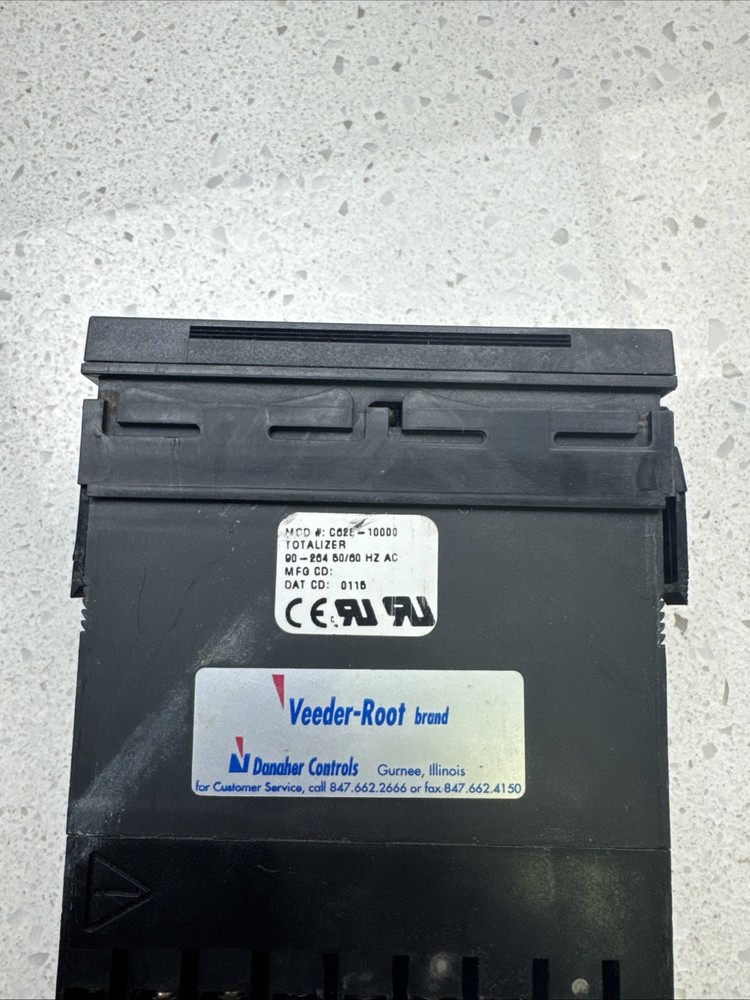 MOD #: C628-10000
TOTALIZER
90-264 50/60 HZ AC
MFG CD:
DAT CD: 0115
CE
Veeder-Root brand
Danaher Controls Gurnee, Illinois
for Customer Service, call 847.662.2666 or fax 847.662.4150